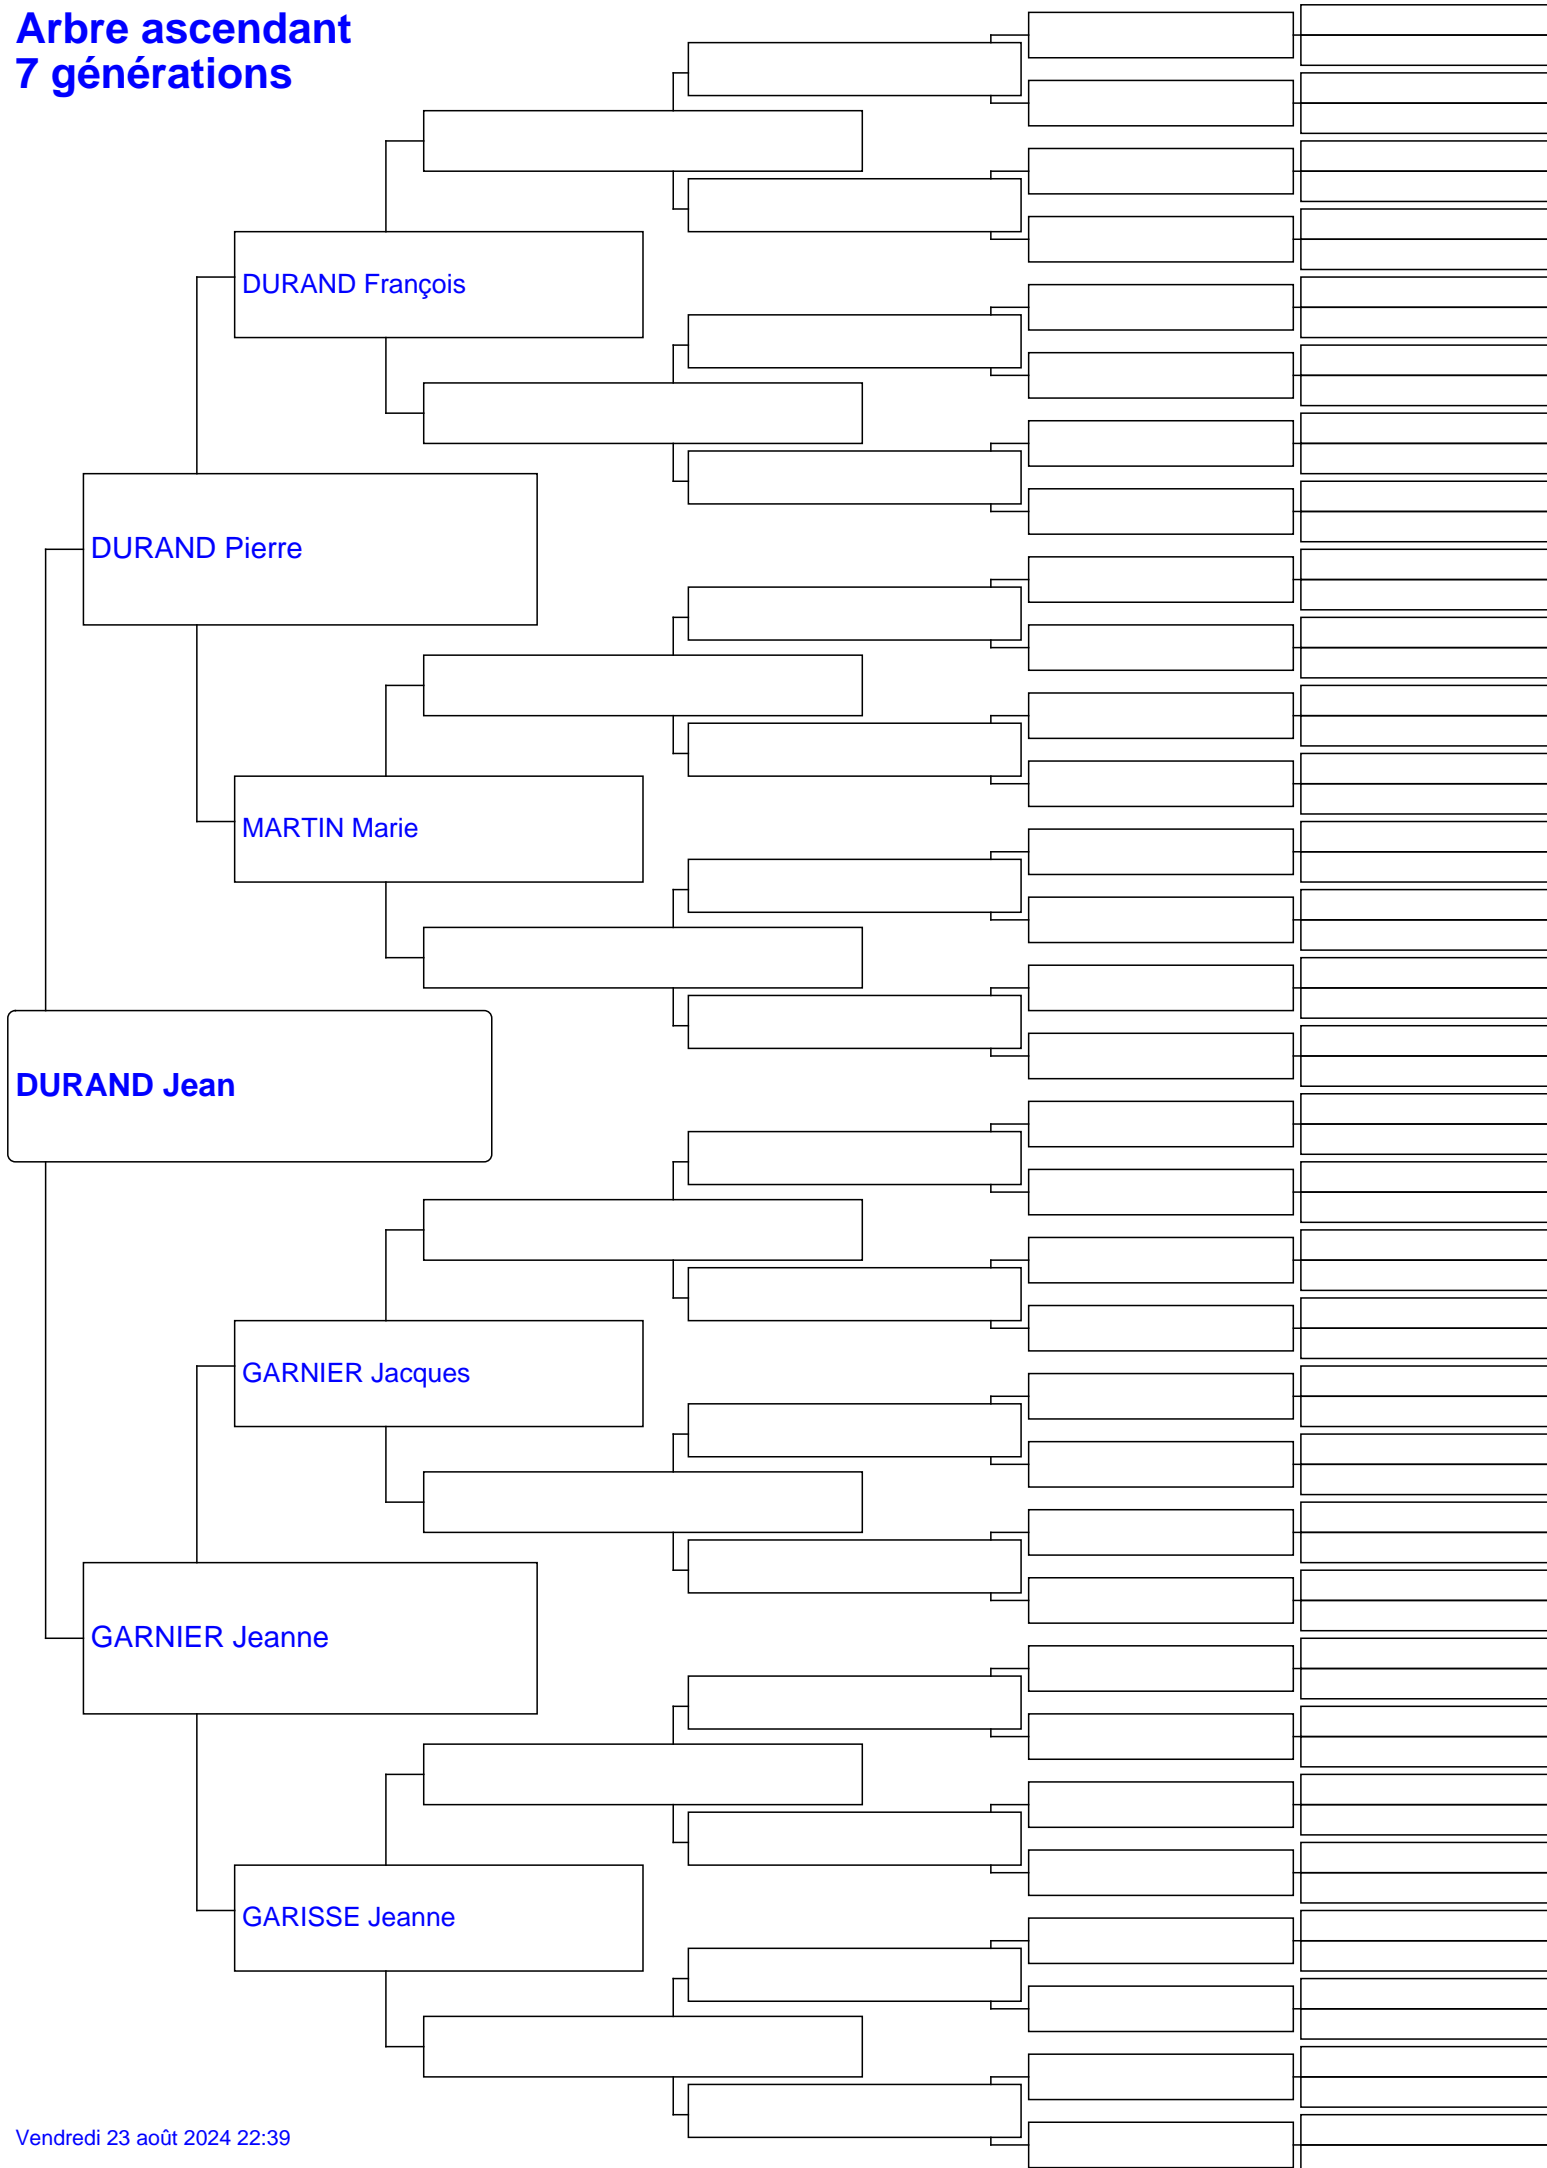 Arbre ascendant
7 générations
DURAND François
DURAND Pierre
MARTIN Marie
DURAND Jean
GARNIER Jacques
GARNIER Jeanne
GARISSE Jeanne
Vendredi 23 août 2024 22:39